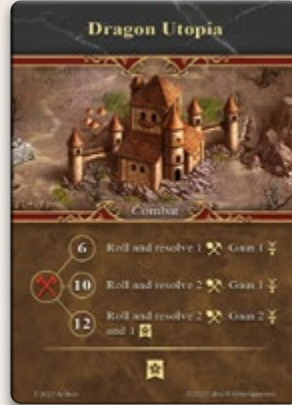 Dragon Utopia
Combat
6 Roll and resolve 1 Gain 1
10 Roll and resolve 2 Gain 1
12 Roll and resolve 2 Gain 2
and 1